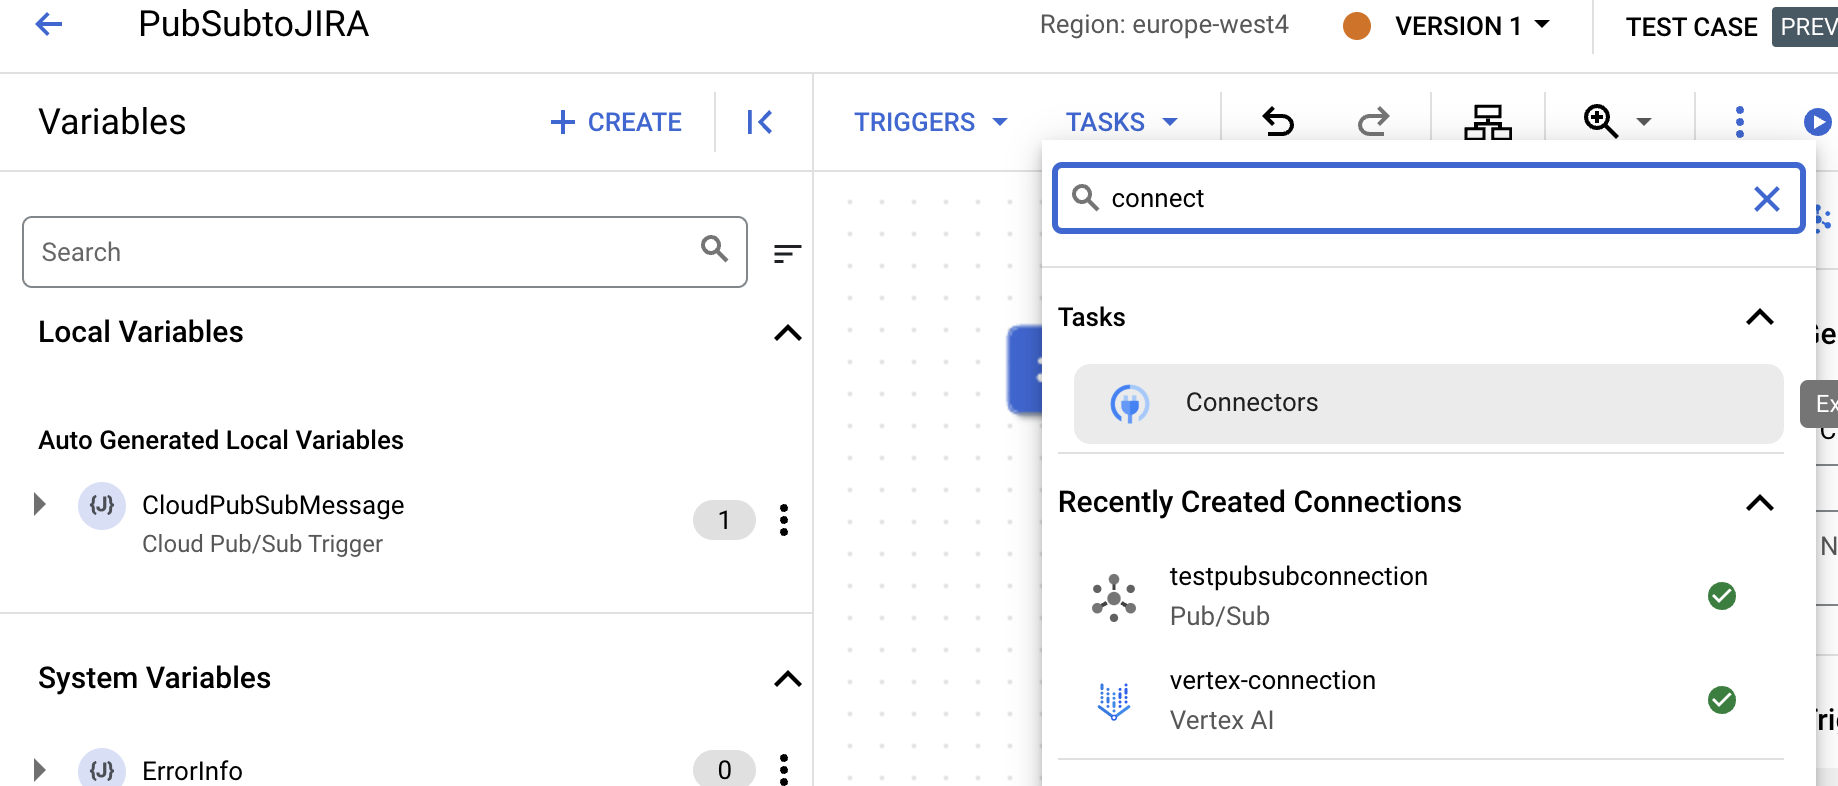 PubSubtoJIRA
Region: europe-west4
VERSION 1
TEST CASE
Variables
CREATE
TRIGGERS
TASKS
Search
Local Variables
Auto Generated Local Variables
{J}
CloudPubSubMessage
1
Cloud Pub/Sub Trigger
System Variables
{J}
ErrorInfo
0
connect
Tasks
Connectors
Recently Created Connections
testpubsubconnection
Pub/Sub
vertex-connection
Vertex AI